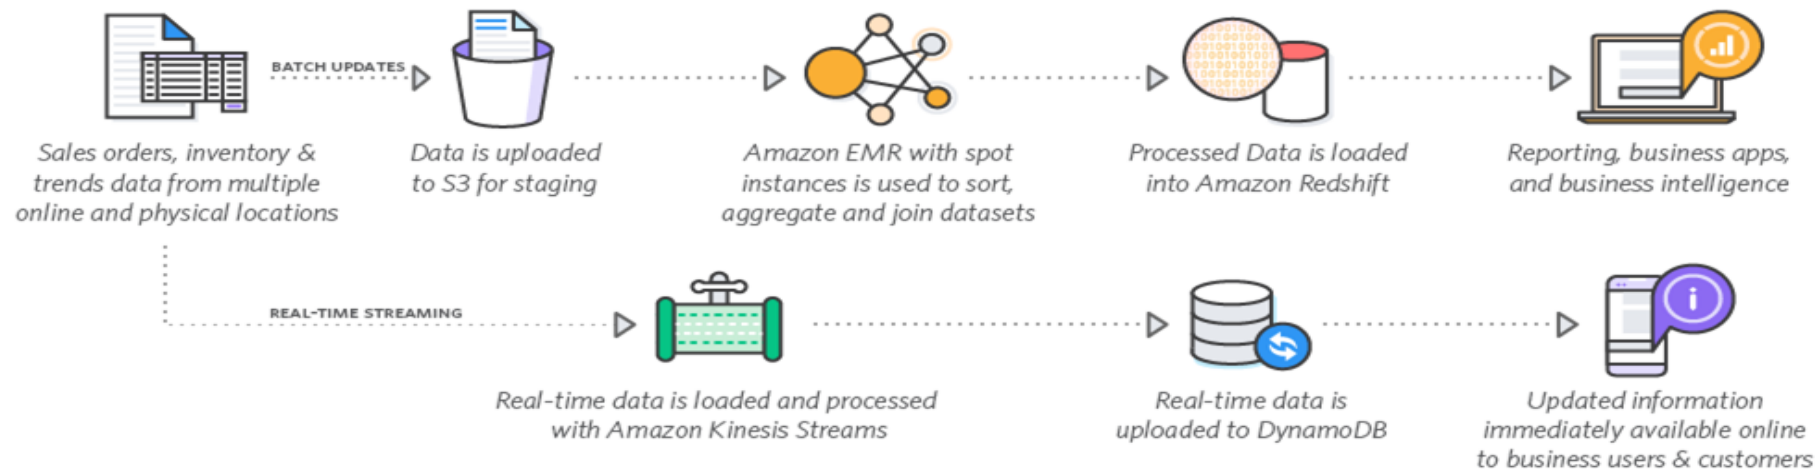 BATCH UPDATES
Sales orders, inventory &
trends data from multiple
online and physical locations
Data is uploaded
to S3 for staging
Amazon EMR with spot
instances is used to sort,
aggregate and join datasets
Processed Data is loaded
into Amazon Redshift
Reporting, business apps,
and business intelligence
REAL-TIME STREAMING
Real-time data is loaded and processed
with Amazon Kinesis Streams
Real-time data is
uploaded to DynamoDB
i
Updated information
immediately available online
to business users & customers